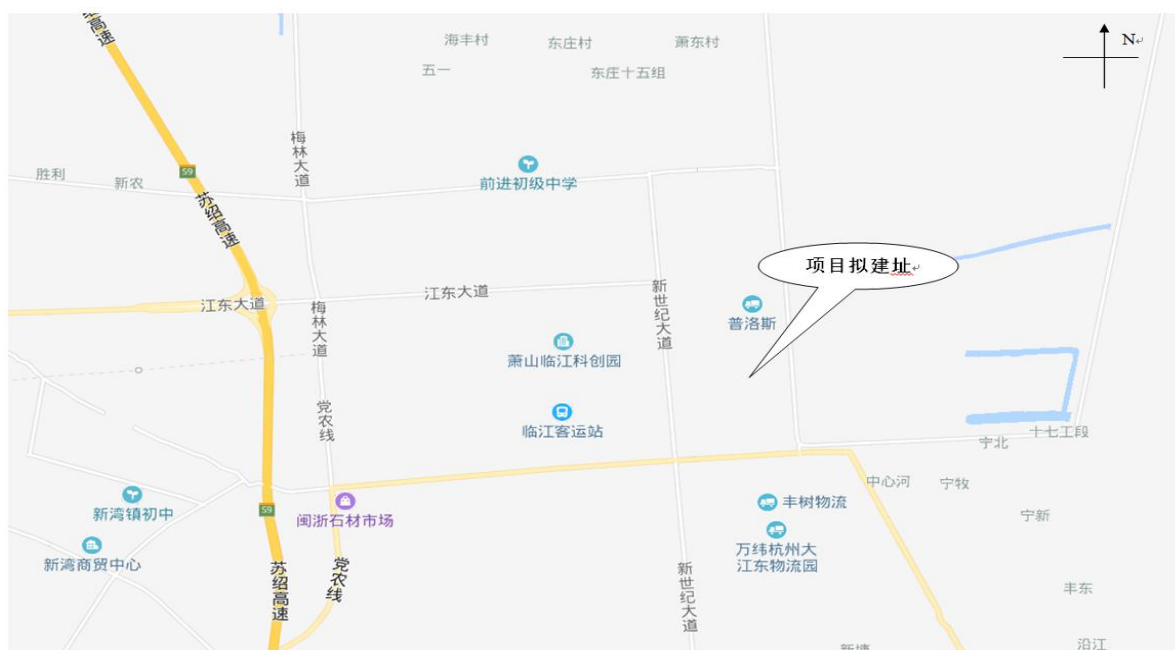 苏绍高速
海丰村
东庄村
萧东村
N
五一
东庄十五组
梅林大道
前进初级中学
胜利
新农
S9
苏绍高速
项目拟建址
江东大道
江东大道
梅林大道
新世纪大道
普洛斯
萧山临江科创园
党农线
临江客运站
宁北
十七工段
中心河
宁牧
新湾镇初中
S9
闽浙石材市场
丰树物流
宁新
新湾商贸中心
万纬杭州大
江东物流园
苏绍高速
党农线
新世纪大道
丰东
沿江